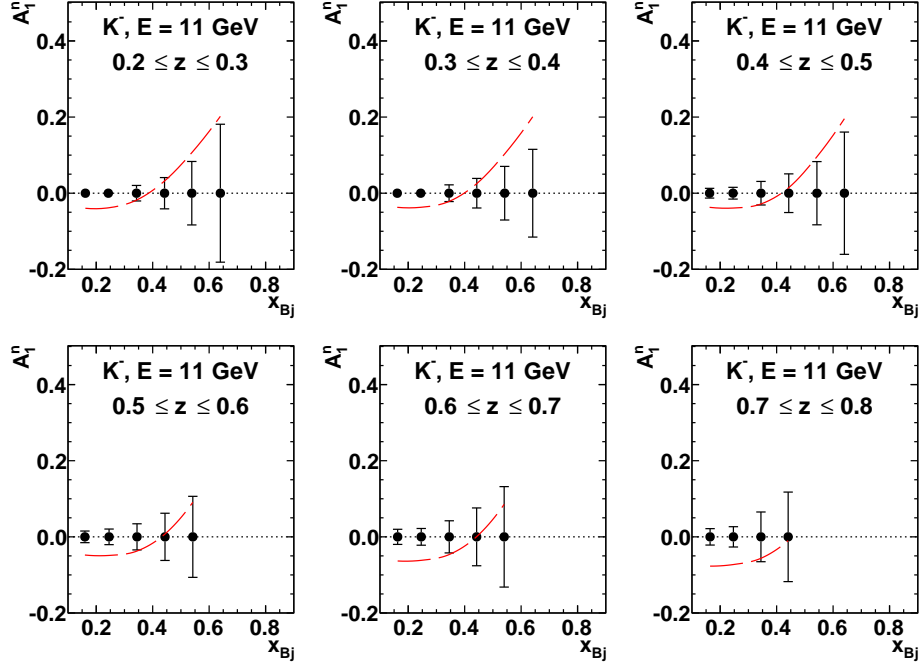 A₁ⁿ A₁ⁿ A₁ⁿ
K⁻, E = 11 GeV K⁻, E = 11 GeV K⁻, E = 11 GeV
0.2 ≤ z ≤ 0.3 0.3 ≤ z ≤ 0.4 0.4 ≤ z ≤ 0.5
0.4 0.4 0.4
0.2 0.2 0.2
0.0 0.0 0.0
-0.2 -0.2 -0.2
0.2 0.4 0.6 0.8 0.2 0.4 0.6 0.8 0.2 0.4 0.6 0.8
x_Bj x_Bj x_Bj
A₁ⁿ A₁ⁿ A₁ⁿ
K⁻, E = 11 GeV K⁻, E = 11 GeV K⁻, E = 11 GeV
0.5 ≤ z ≤ 0.6 0.6 ≤ z ≤ 0.7 0.7 ≤ z ≤ 0.8
0.4 0.4 0.4
0.2 0.2 0.2
0.0 0.0 0.0
-0.2 -0.2 -0.2
0.2 0.4 0.6 0.8 0.2 0.4 0.6 0.8 0.2 0.4 0.6 0.8
x_Bj x_Bj x_Bj